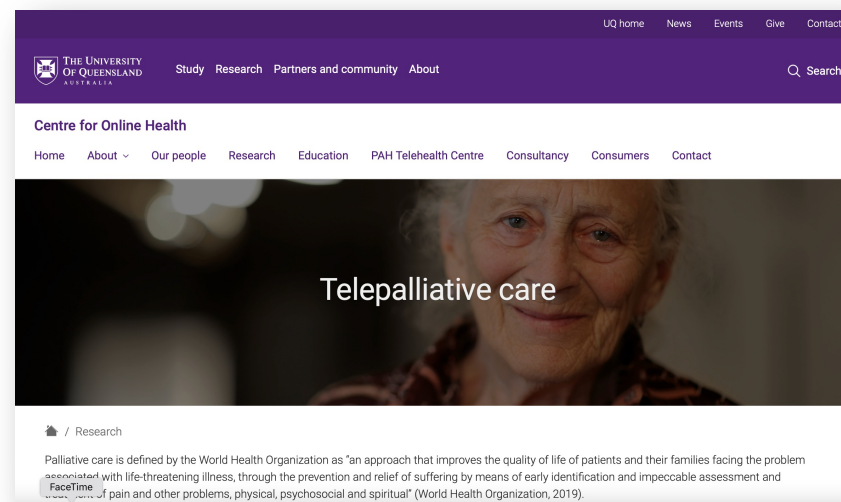 UQ home News Events Give Contact
THE UNIVERSITY
OF QUEENSLAND
AUSTRALIA
Study Research Partners and community About
Search
Centre for Online Health
Home About Our people Research Education PAH Telehealth Centre Consultancy Consumers Contact
Telepalliative care
/ Research
Palliative care is defined by the World Health Organization as “an approach that improves the quality of life of patients and their families facing the problem
associated with life-threatening illness, through the prevention and relief of suffering by means of early identification and impeccable assessment and
FaceTime
of pain and other problems, physical, psychosocial and spiritual” (World Health Organization, 2019).